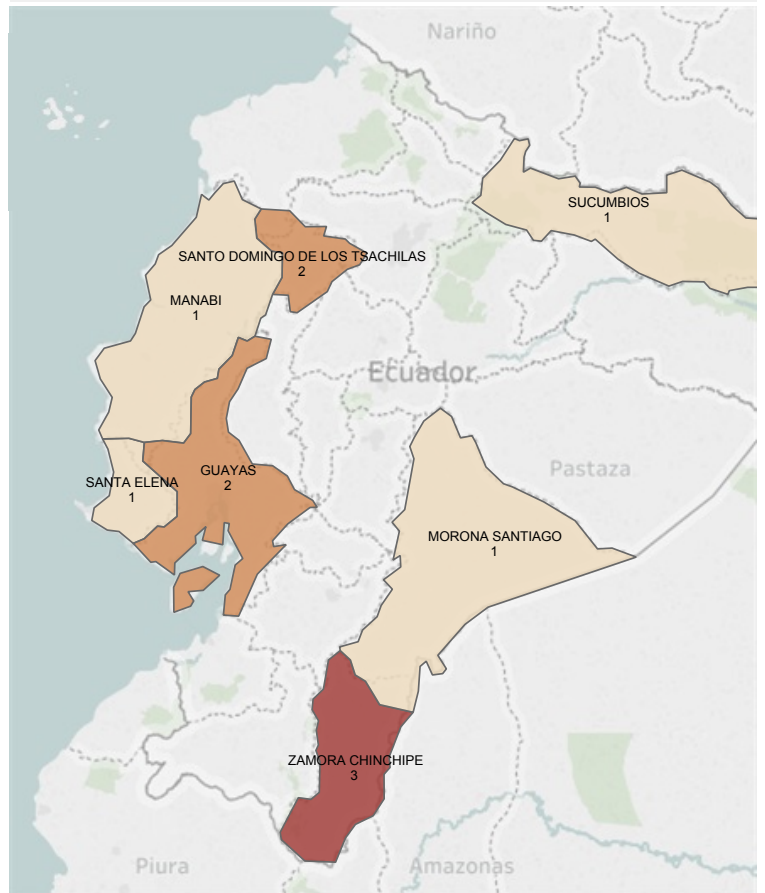 Nariño
SUCUMBIOS
1
SANTO DOMINGO DE LOS TSACHILAS
2
MANABI
1
Ecuador
GUAYAS
2
Pastaza
SANTA ELENA
1
MORONA SANTIAGO
1
ZAMORA CHINCHIPE
3
Piura
Amazonas